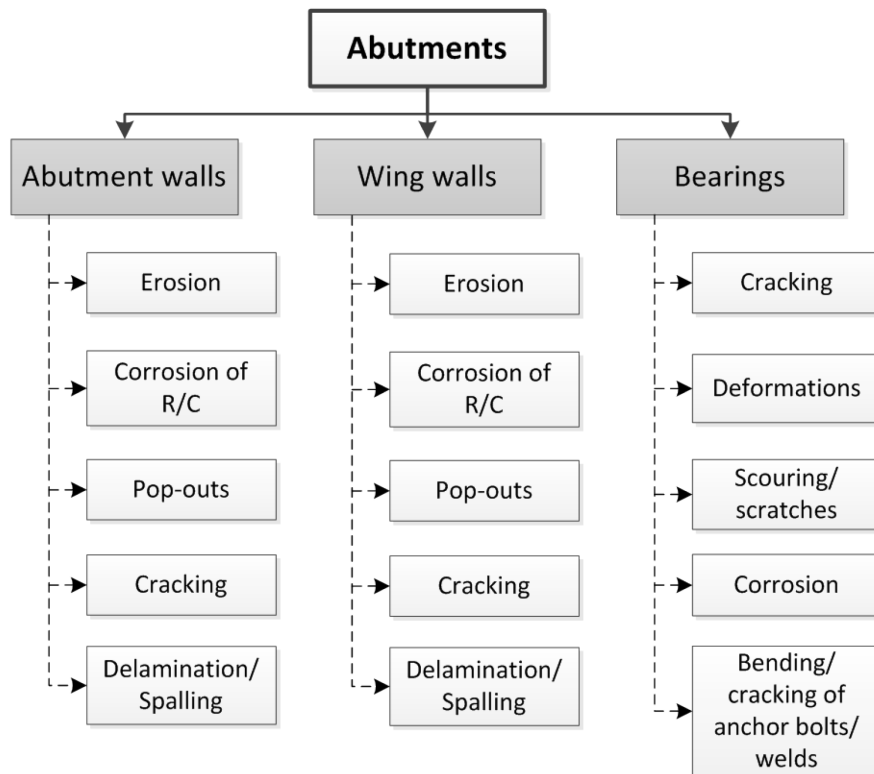 Abutments
Abutment walls
Erosion
Corrosion of
R/C
Pop-outs
Cracking
Delamination/
Spalling
Wing walls
Erosion
Corrosion of
R/C
Pop-outs
Cracking
Delamination/
Spalling
Bearings
Cracking
Deformations
Scouring/
scratches
Corrosion
Bending/
cracking of
anchor bolts/
welds